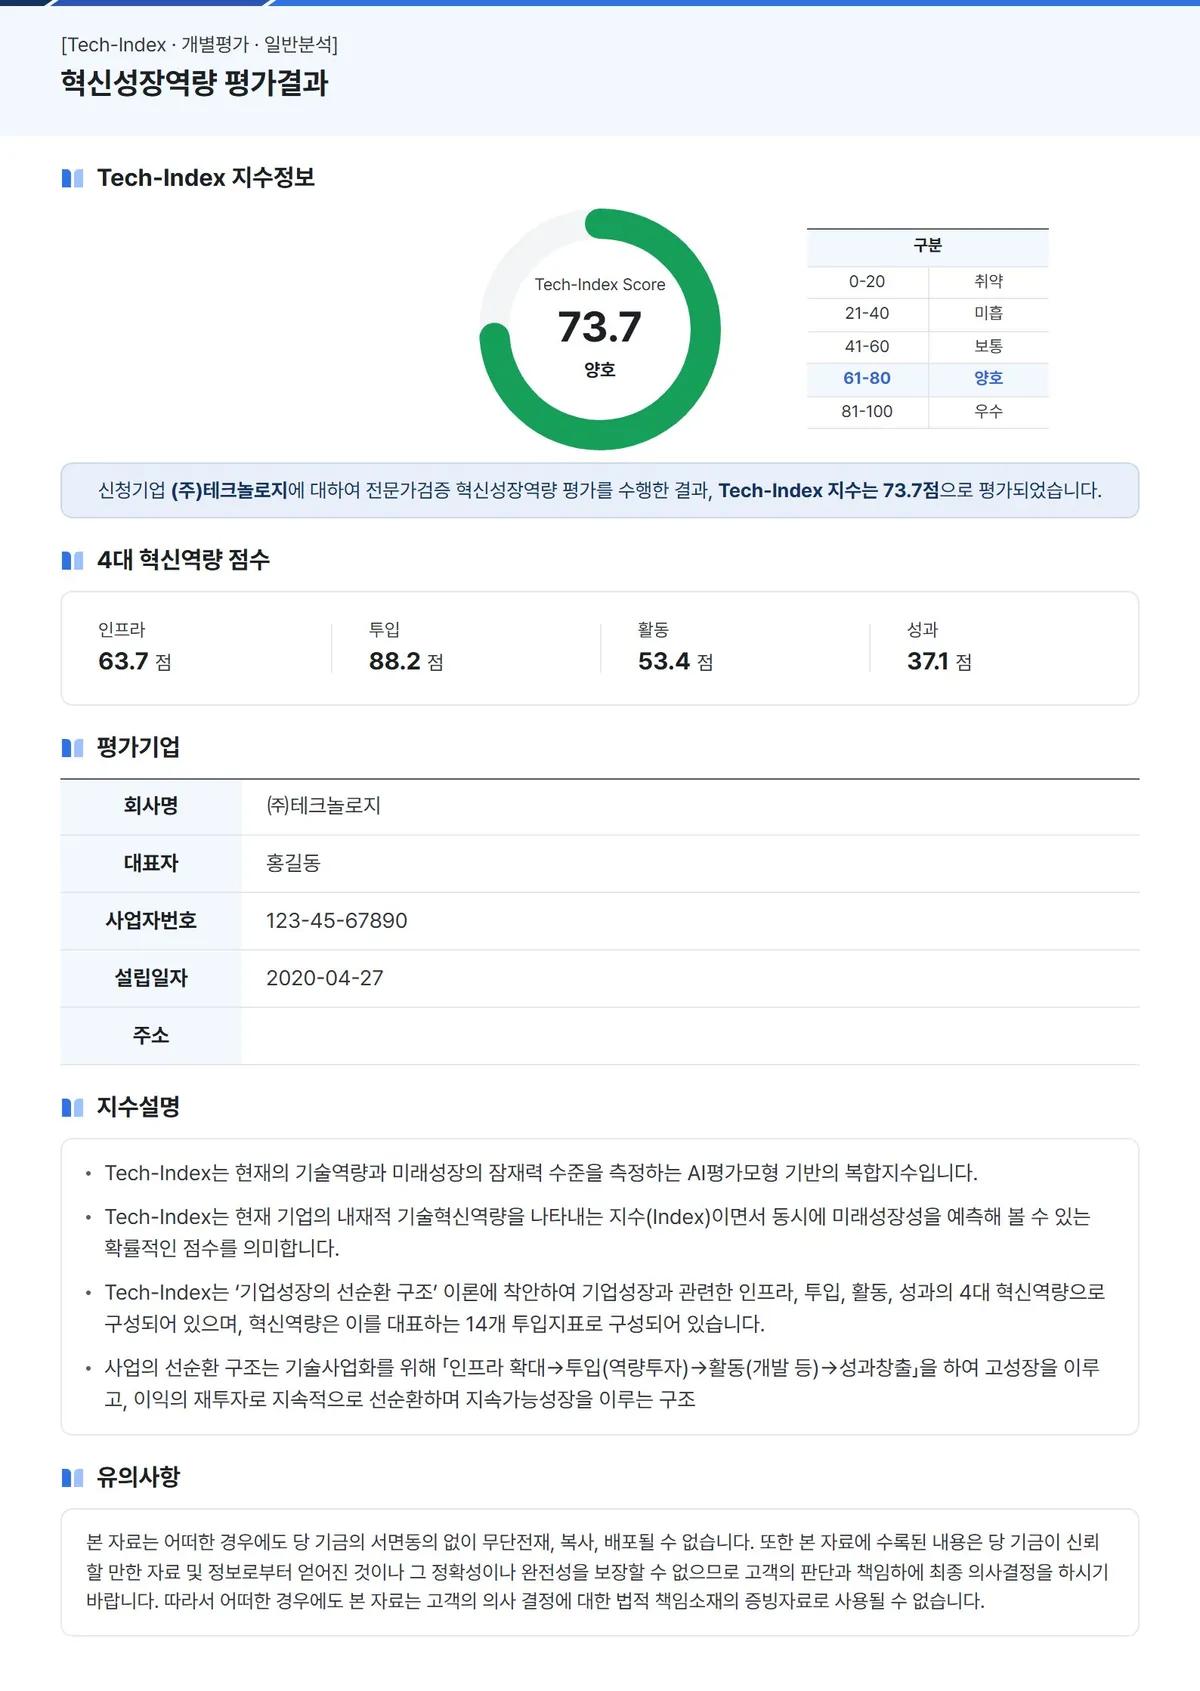 [Tech-Index · 개별평가 · 일반분석]
혁신성장역량 평가결과
Tech-Index 지수정보
Tech-Index Score
73.7
양호
구분
0-20 취약
21-40 미흡
41-60 보통
61-80 양호
81-100 우수
신청기업 (주)테크놀로지에 대하여 전문가검증 혁신성장역량 평가를 수행한 결과, Tech-Index 지수는 73.7점으로 평가되었습니다.
4대 혁신역량 점수
인프라 투입 활동 성과
63.7 점 88.2 점 53.4 점 37.1 점
평가기업
회사명 ㈜테크놀로지
대표자 홍길동
사업자번호 123-45-67890
설립일자 2020-04-27
주소
지수설명
• Tech-Index는 현재의 기술역량과 미래성장의 잠재력 수준을 측정하는 AI평가모형 기반의 복합지수입니다.
• Tech-Index는 현재 기업의 내재적 기술혁신역량을 나타내는 지수(Index)이면서 동시에 미래성장성을 예측해 볼 수 있는
확률적인 점수를 의미합니다.
• Tech-Index는 ‘기업성장의 선순환 구조’ 이론에 착안하여 기업성장과 관련한 인프라, 투입, 활동, 성과의 4대 혁신역량으로
구성되어 있으며, 혁신역량은 이를 대표하는 14개 투입지표로 구성되어 있습니다.
• 사업의 선순환 구조는 기술사업화를 위해 「인프라 확대→투입(역량투자)→활동(개발 등)→성과창출」을 하여 고성장을 이루
고, 이익의 재투자로 지속적으로 선순환하며 지속가능성장을 이루는 구조
유의사항
본 자료는 어떠한 경우에도 당 기금의 서면동의 없이 무단전재, 복사, 배포될 수 없습니다. 또한 본 자료에 수록된 내용은 당 기금이 신뢰
할 만한 자료 및 정보로부터 얻어진 것이나 그 정확성이나 완전성을 보장할 수 없으므로 고객의 판단과 책임하에 최종 의사결정을 하시기
바랍니다. 따라서 어떠한 경우에도 본 자료는 고객의 의사 결정에 대한 법적 책임소재의 증빙자료로 사용될 수 없습니다.